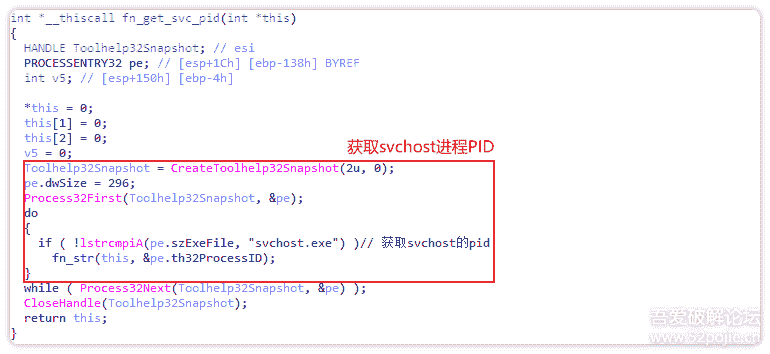 int *__thiscall fn_get_svc_pid(int *this)
{
  HANDLE Toolhelp32Snapshot; // esi
  PROCESSENTRY32 pe; // [esp+1Ch] [ebp-138h] BYREF
  int v5; // [esp+150h] [ebp-4h]

  *this = 0;
  this[1] = 0;
  this[2] = 0;
  v5 = 0;
获取svchost进程PID
  Toolhelp32Snapshot = CreateToolhelp32Snapshot(2u, 0);
  pe.dwSize = 296;
  Process32First(Toolhelp32Snapshot, &pe);
  do
  {
    if ( !lstrcmpiA(pe.szExeFile, "svchost.exe") )// 获取svchost的pid
      fn_str(this, &pe.th32ProcessID);
  }
  while ( Process32Next(Toolhelp32Snapshot, &pe) );
  CloseHandle(Toolhelp32Snapshot);
  return this;
}
吾爱破解论坛
www.52pojie.cn